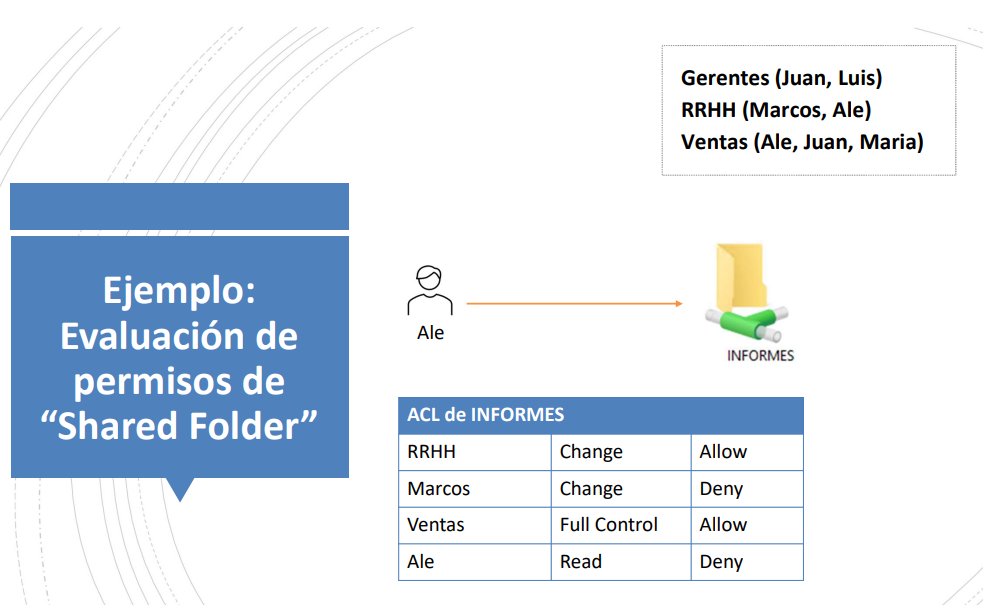 Gerentes (Juan, Luis)
RRHH (Marcos, Ale)
Ventas (Ale, Juan, Maria)
Ejemplo:
Evaluación de
permisos de
“Shared Folder”
Ale
INFORMES
ACL de INFORMES
RRHH Change Allow
Marcos Change Deny
Ventas Full Control Allow
Ale Read Deny